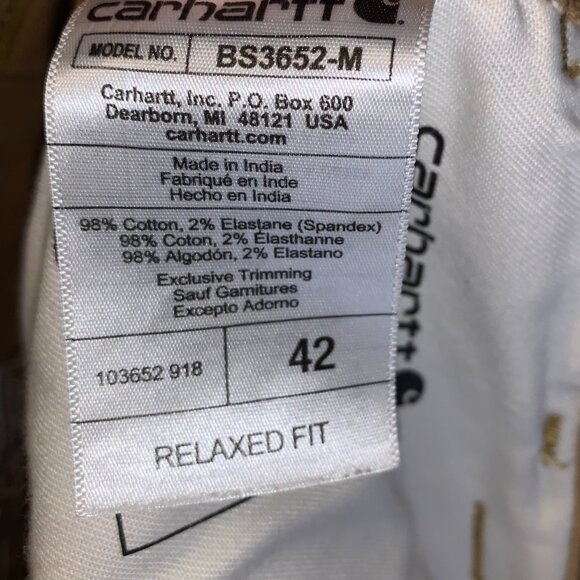 carhartt
MODEL NO. BS3652-M
Carhartt, Inc. P.O. Box 600
Dearborn, MI 48121 USA
carhartt.com
Made in India
Fabriqué en Inde
Hecho en India
98% Cotton, 2% Elastane (Spandex)
98% Coton, 2% Élasthanne
98% Algodón, 2% Elastano
Exclusive Trimming
Sauf Garnitures
Excepto Adorno
103652 918 42
RELAXED FIT
carhartt